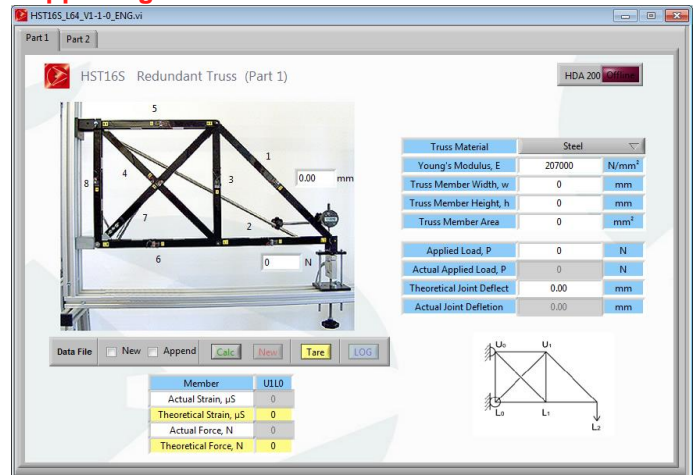 HST16S_L64_V1-1-0_ENG.vi
Part 1 Part 2
HST16S Redundant Truss (Part 1)
HDA 200 Offline
5
1
4
3
0.00 mm
8
7
2
6
0 N
Truss Material Steel
Young's Modulus, E 207000 N/mm²
Truss Member Width, w 0 mm
Truss Member Height, h 0 mm
Truss Member Area 0 mm²
Applied Load, P 0 N
Actual Applied Load, P 0 N
Theoretical Joint Deflect 0.00 mm
Actual Joint Defletion 0.00 mm
Data File New Append Calc New Tare LOG
Member U1L0
Actual Strain, µS 0
Theoretical Strain, µS 0
Actual Force, N 0
Theoretical Force, N 0
U₀ U₁
L₀ L₁
L₂